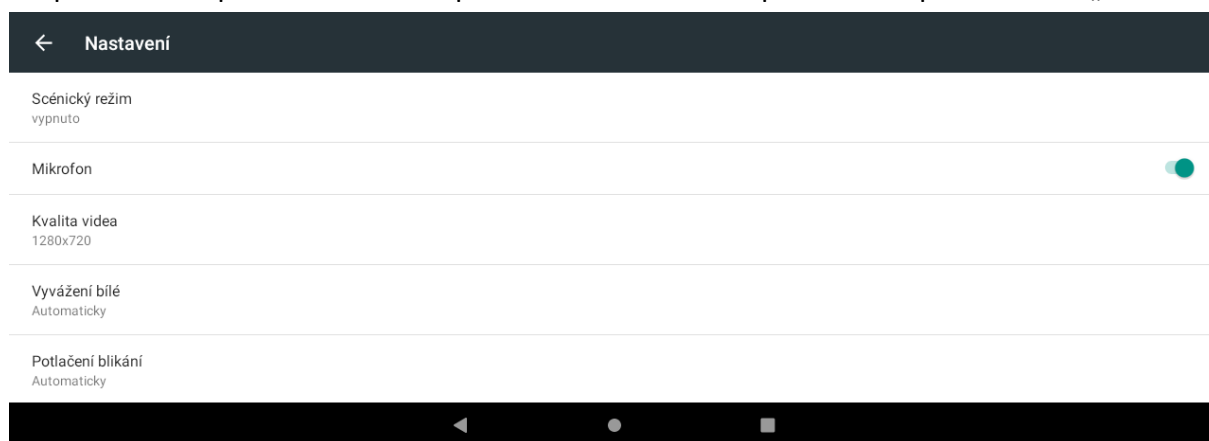 Nastavení
Scénický režim
vypnuto
Mikrofon
Kvalita videa
1280x720
Vyvážení bílé
Automaticky
Potlačení blikání
Automaticky